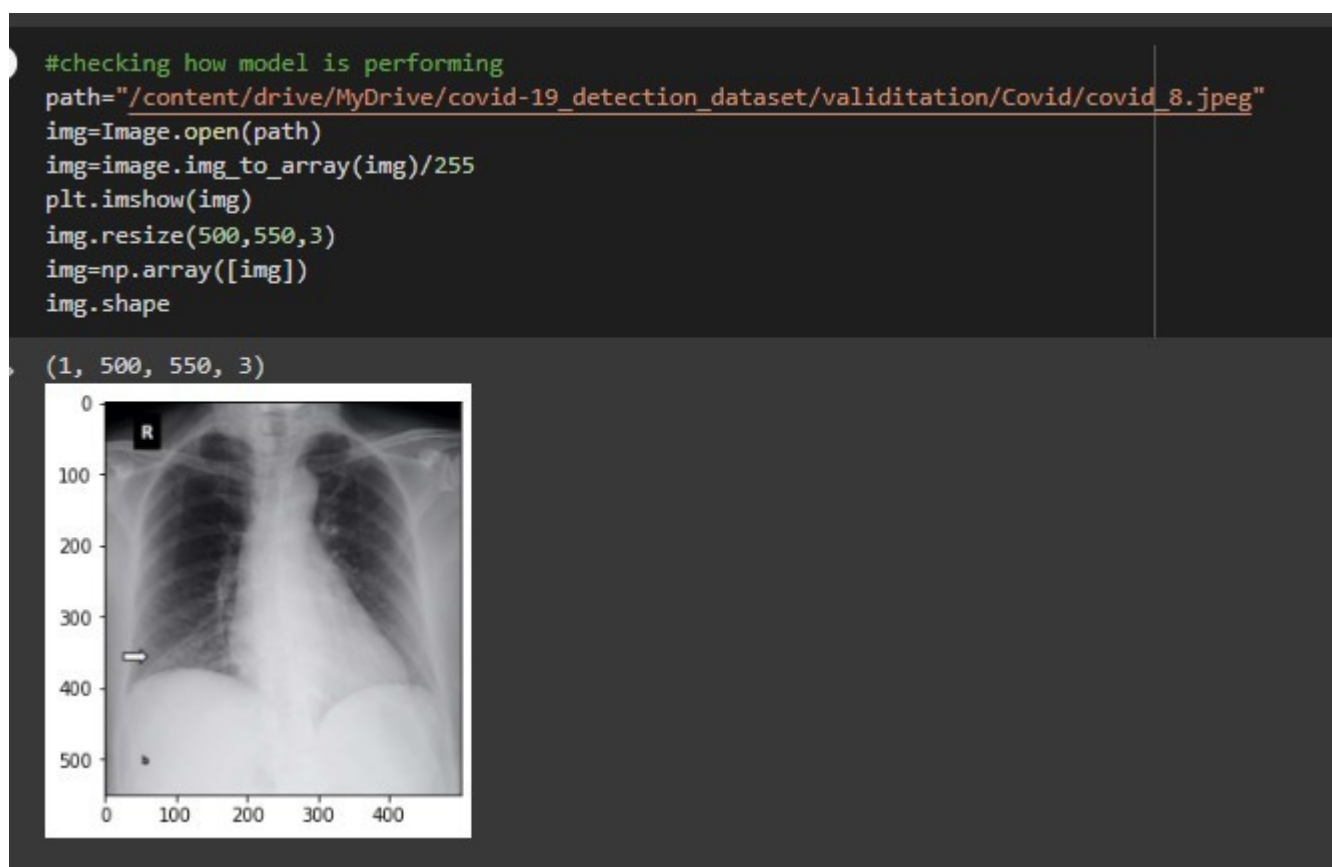 #checking how model is performing
path="/content/drive/MyDrive/covid-19_detection_dataset/validitation/Covid/covid_8.jpeg"
img=Image.open(path)
img=image.img_to_array(img)/255
plt.imshow(img)
img.resize(500,550,3)
img=np.array([img])
img.shape
(1, 500, 550, 3)
0
R
100
200
300
400
500
b
0 100 200 300 400